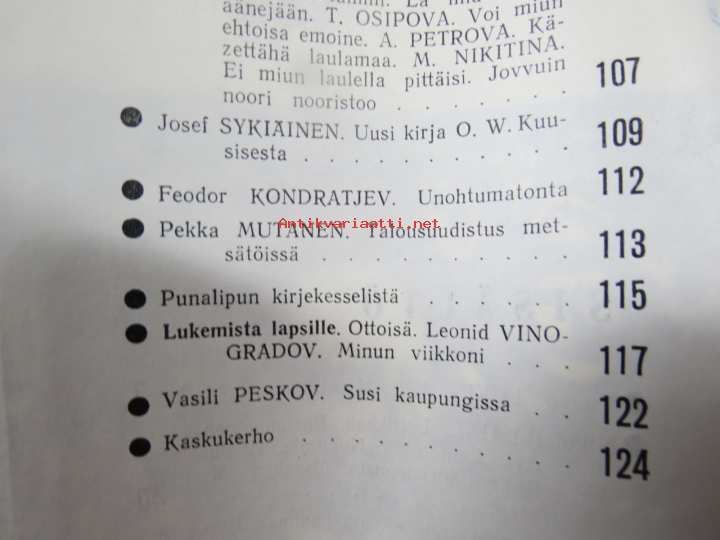 äänejään. T. OSIPOVA. Voi miun
ehtoisa emoine. A. PETROVA. Kä-
zettähä laulamaa. M. NIKITINA.
Ei miun laulella pittäisi. Jovvuin
noori nooristoo . . . . . . . 107
● Josef SYKIÄINEN. Uusi kirja O. W. Kuu-
sisesta . . . . . . . . . . 109
● Feodor KONDRATJEV. Unohtumatonta 112
Antikvariaatti.net
● Pekka MUTANEN. Talousuudistus met-
sätöissä . . . . . . . . . 113
● Punalipun kirjekesselistä . . . . . . 115
● Lukemista lapsille. Ottoisä. Leonid VINO-
GRADOV. Minun viikkoni . . . 117
● Vasili PESKOV. Susi kaupungissa . . 122
● Kaskukerho . . . . . . . . . . 124